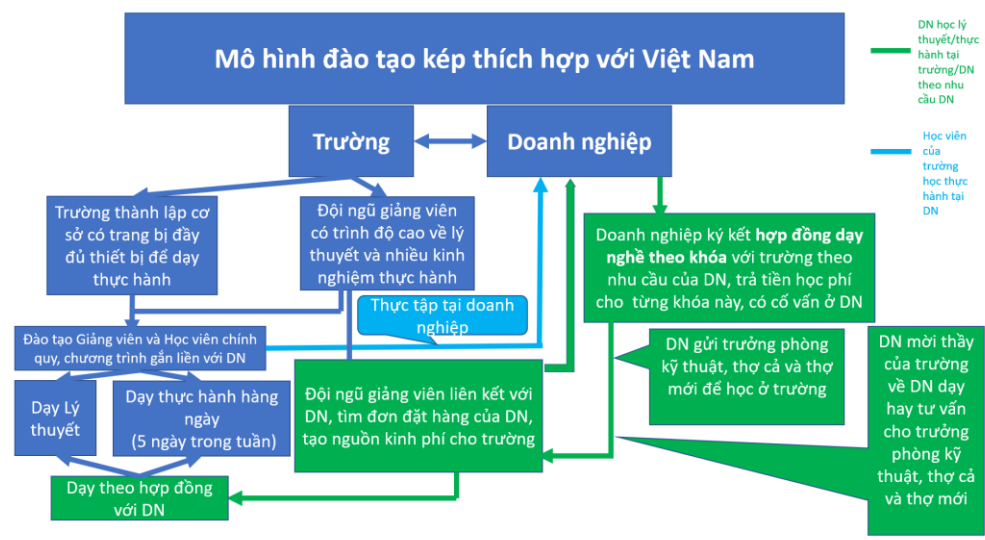 Mô hình đào tạo kép thích hợp với Việt Nam
DN học lý
thuyết/thực
hành tại
trường/DN
theo nhu
cầu DN
Học viên
của
trường
học thực
hành tại
DN
Trường
Doanh nghiệp
Trường thành lập cơ
sở có trang bị đầy
đủ thiết bị để dạy
thực hành
Đội ngũ giảng viên
có trình độ cao về lý
thuyết và nhiều kinh
nghiệm thực hành
Doanh nghiệp ký kết hợp đồng dạy
nghề theo khóa với trường theo
nhu cầu của DN, trả tiền học phí
cho từng khóa này, có cố vấn ở DN
Thực tập tại doanh
nghiệp
Đào tạo Giảng viên và Học viên chính
quy, chương trình gắn liền với DN
DN gửi trưởng phòng
kỹ thuật, thợ cả và thợ
mới để học ở trường
DN mời thầy
của trường
về DN dạy
hay tư vấn
cho trưởng
phòng kỹ
thuật, thợ cả
và thợ mới
Dạy Lý
thuyết
Dạy thực hành hàng
ngày
(5 ngày trong tuần)
Đội ngũ giảng viên liên kết với
DN, tìm đơn đặt hàng của DN,
tạo nguồn kinh phí cho trường
Dạy theo hợp đồng
với DN